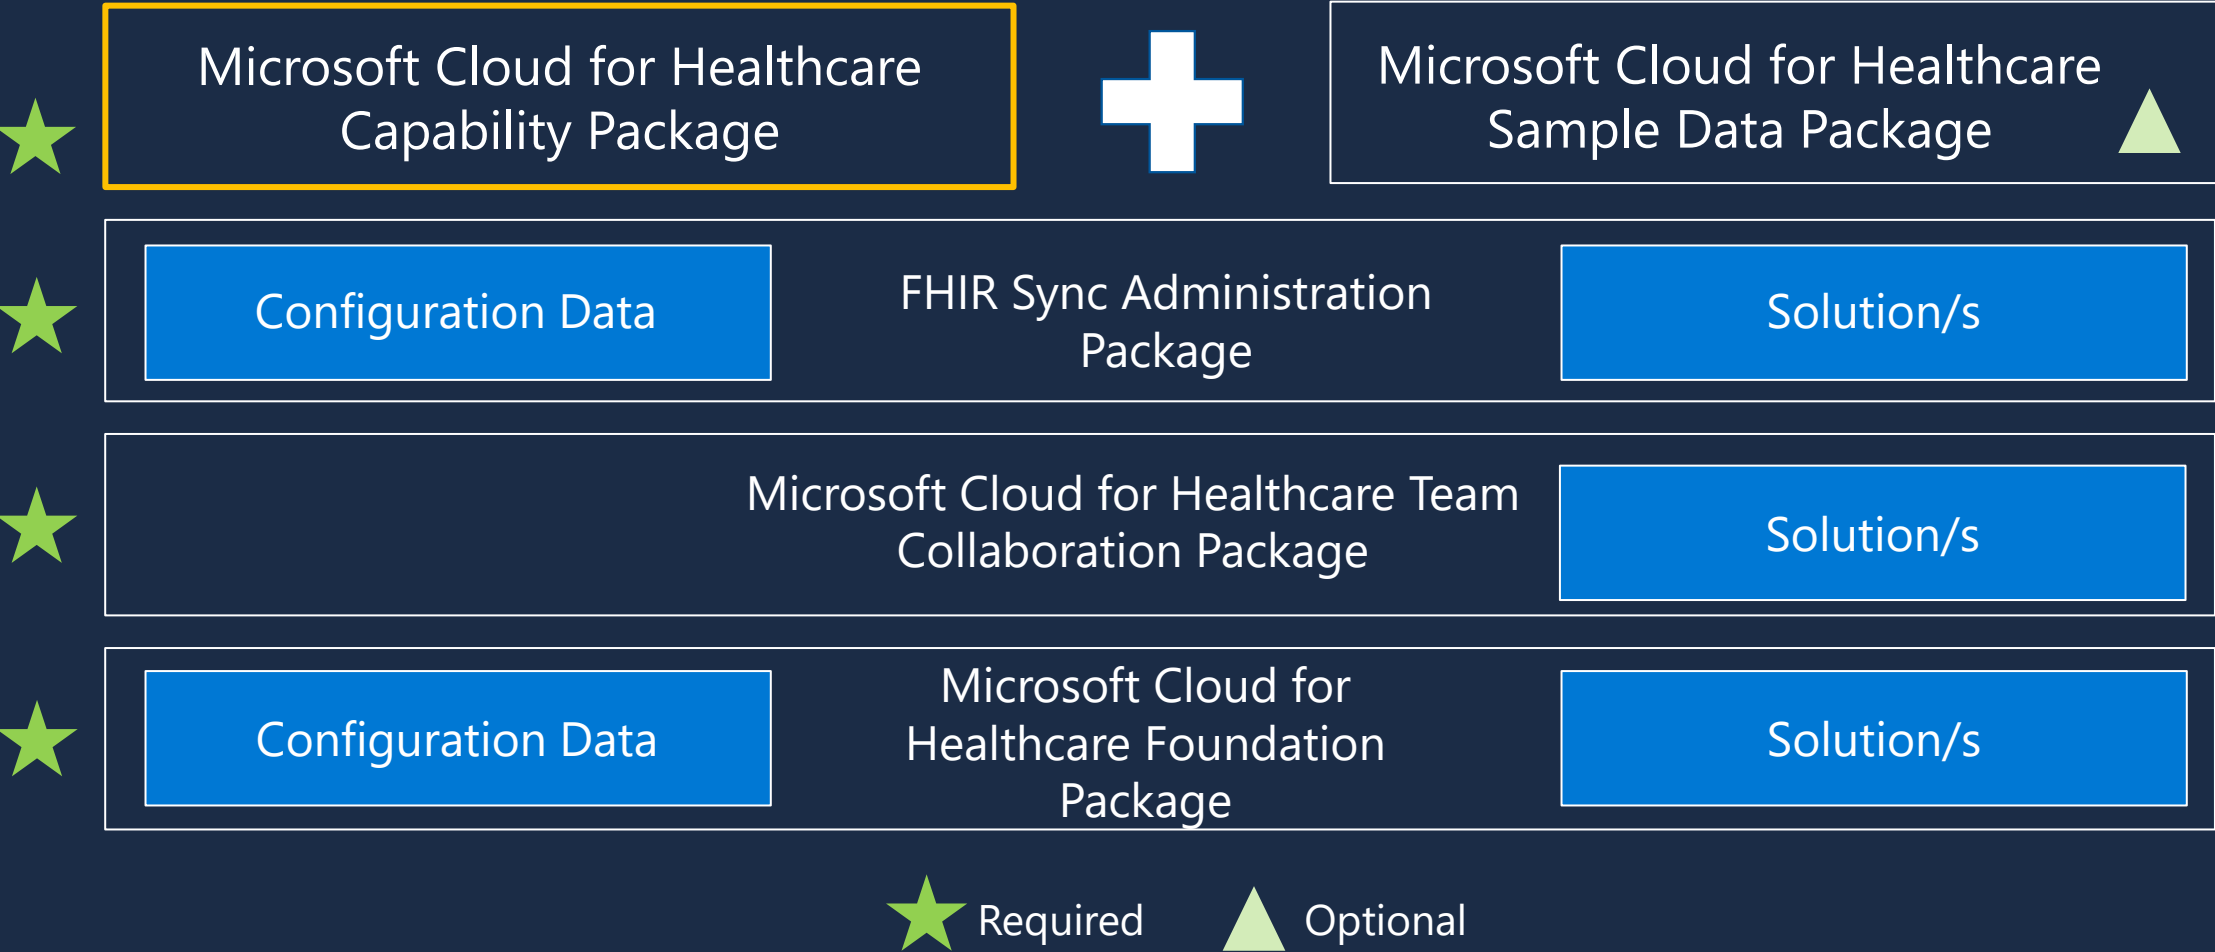 Microsoft Cloud for Healthcare
Capability Package
Microsoft Cloud for Healthcare
Sample Data Package
Configuration Data
FHIR Sync Administration
Package
Solution/s
Microsoft Cloud for Healthcare Team
Collaboration Package
Solution/s
Configuration Data
Microsoft Cloud for
Healthcare Foundation
Package
Solution/s
Required
Optional